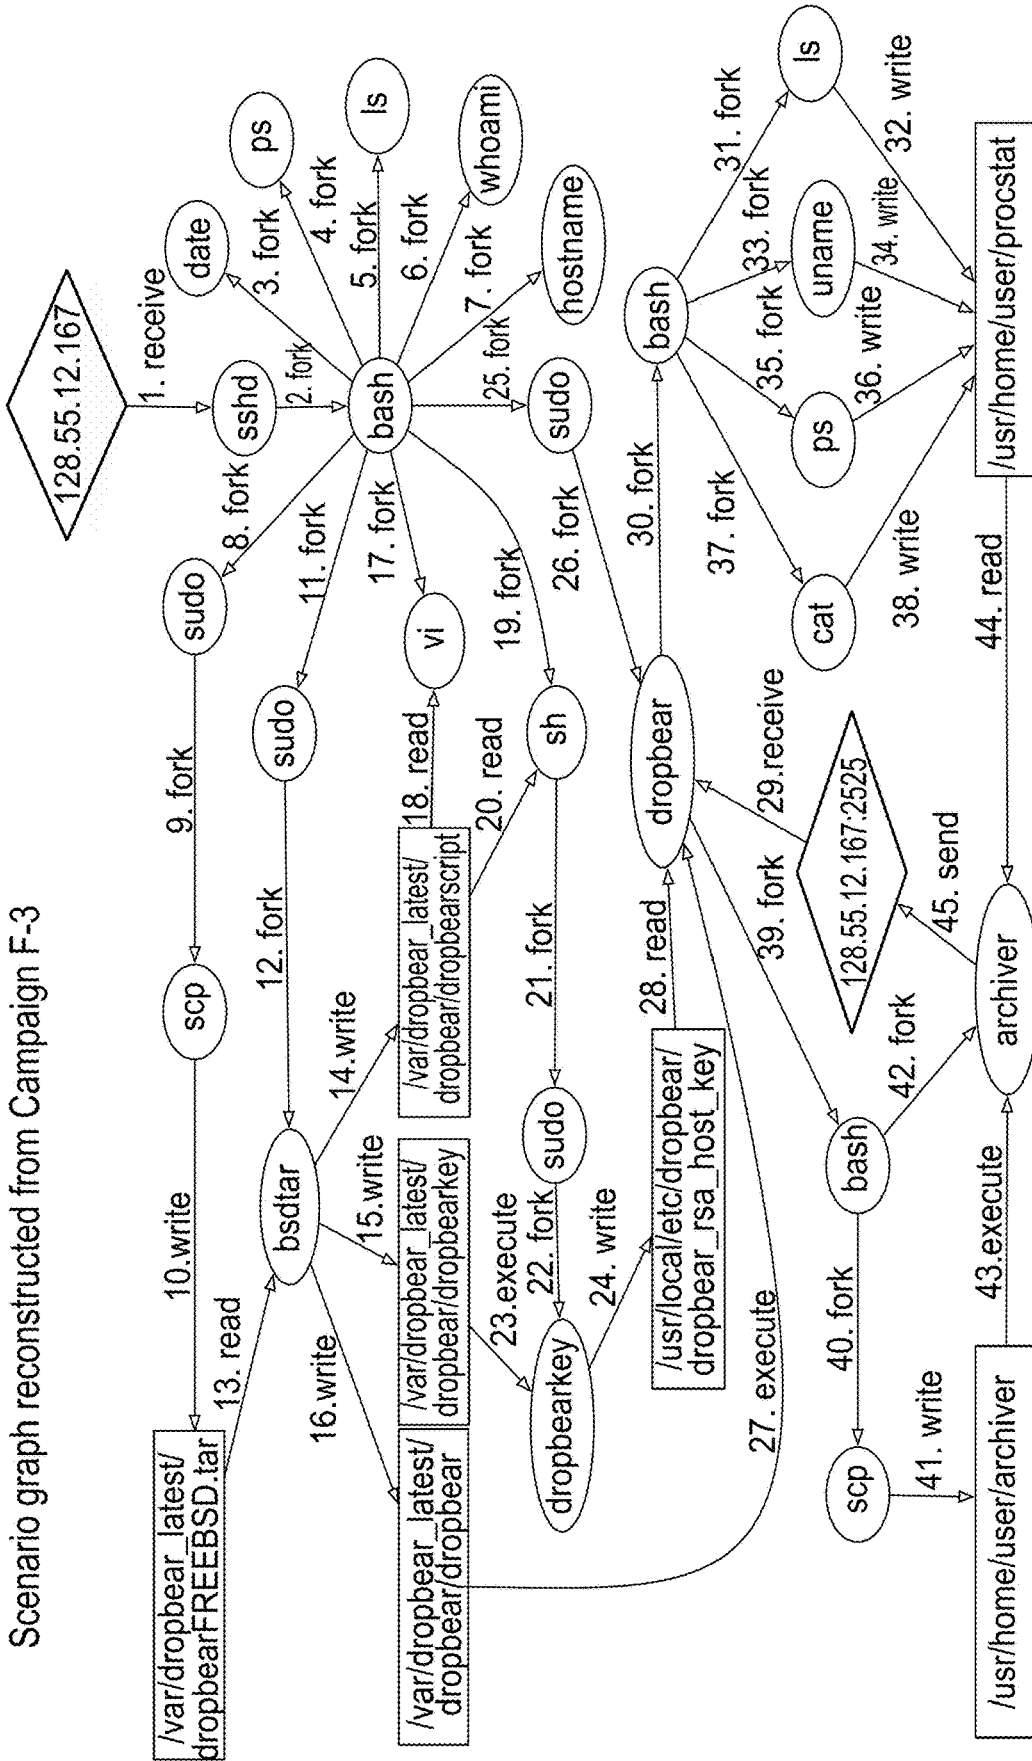 Scenario graph reconstructed from Campaign F-3
128.55.12.167
1. receive
sshd
2. fork
bash
date
3. fork
ps
4. fork
ls
5. fork
whoami
6. fork
hostname
7. fork
8. fork
sudo
9. fork
scp
10.write
/var/dropbear_latest/
dropbearFREEBSD.tar
11. fork
sudo
12. fork
13. read
bsdtar
14.write
/var/dropbear_latest/
dropbear/dropbearscript
15.write
/var/dropbear_latest/
dropbear/dropbearkey
16.write
/var/dropbear_latest/
dropbear/dropbear
17. fork
vi
18. read
19. fork
20. read
sh
21. fork
sudo
22. fork
23.execute
dropbearkey
24. write
/usr/local/etc/dropbear/
dropbear_rsa_host_key
25. fork
sudo
26. fork
27. execute
28. read
dropbear
29.receive
128.55.12.167:2525
30. fork
bash
31. fork
ls
32. write
33. fork
uname
34. write
35. fork
ps
36. write
37. fork
cat
38. write
/usr/home/user/procstat
39. fork
bash
40. fork
scp
41. write
/usr/home/user/archiver
42. fork
43.execute
archiver
44. read
45. send